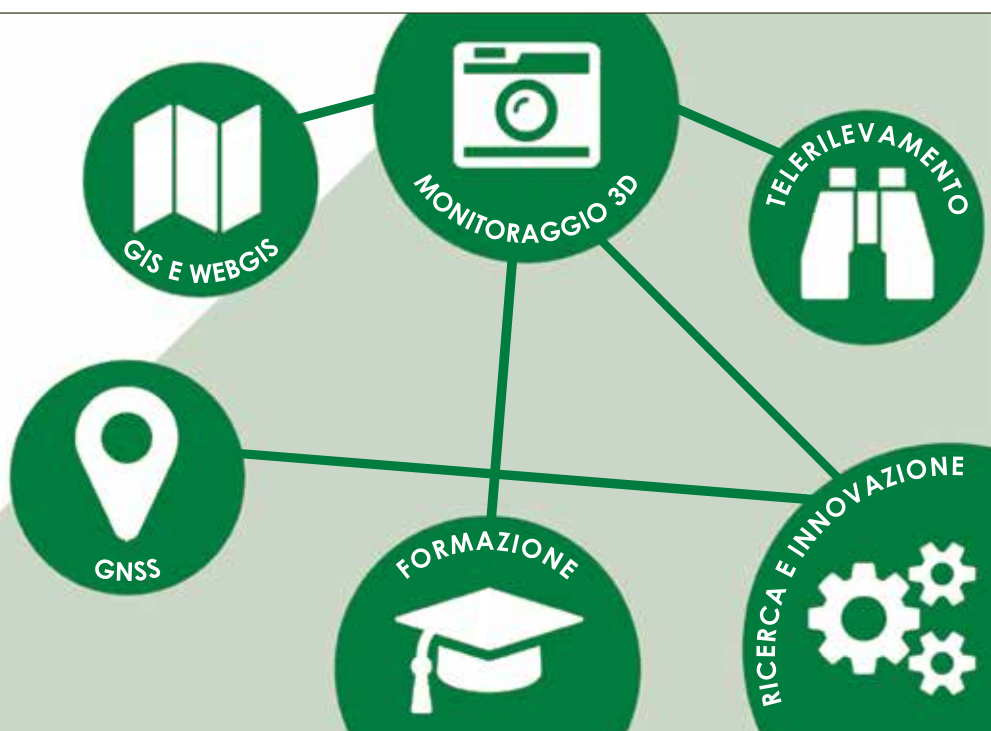 MONITORAGGIO 3D
GIS E WEBGIS
TELERILEVAMENTO
GNSS
FORMAZIONE
RICERCA E INNOVAZIONE